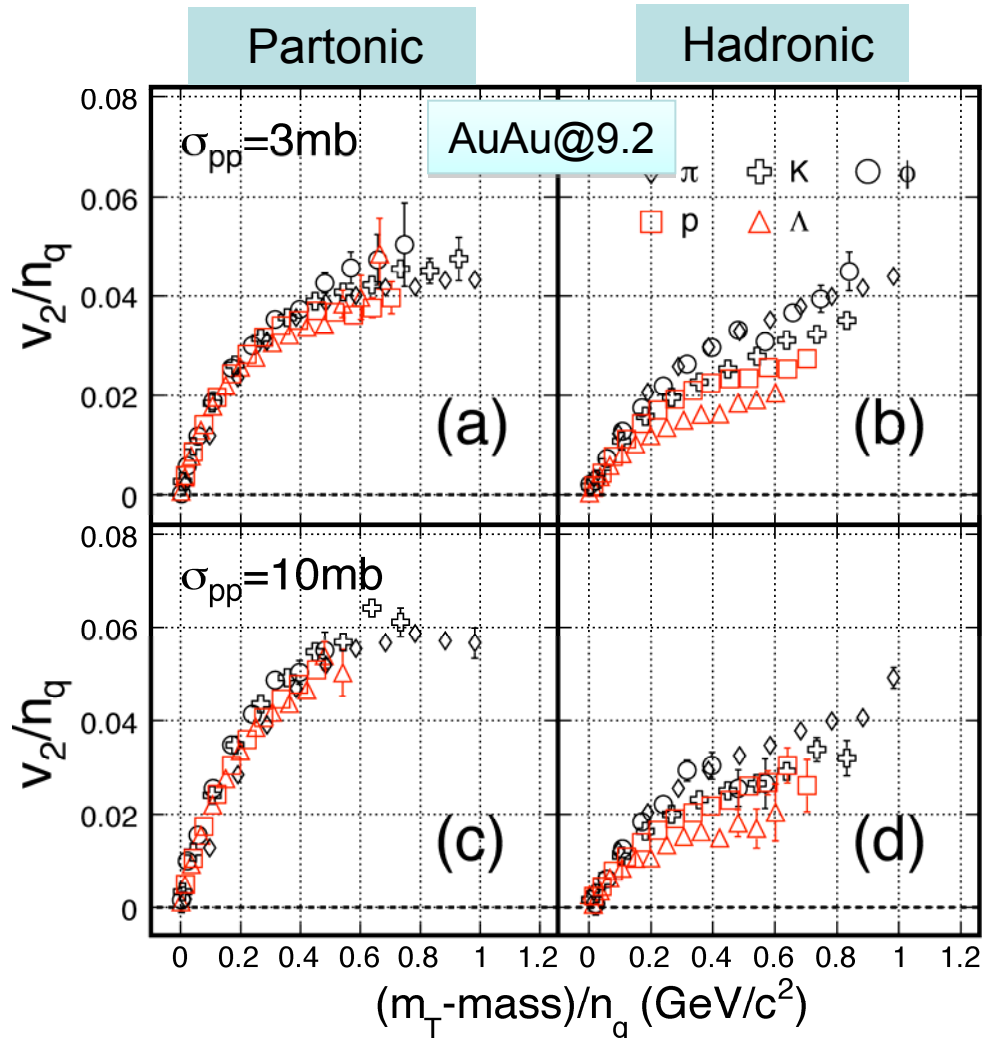 Partonic
Hadronic
0.08
σpp=3mb
AuAu@9.2
π K ϕ
p Λ
0.06
0.04
0.02
0
v2/nq
(a)
(b)
0.08
σpp=10mb
0.06
0.04
0.02
0
v2/nq
(c)
(d)
0 0.2 0.4 0.6 0.8 1 1.2
0 0.2 0.4 0.6 0.8 1 1.2
(mT-mass)/nq (GeV/c2)